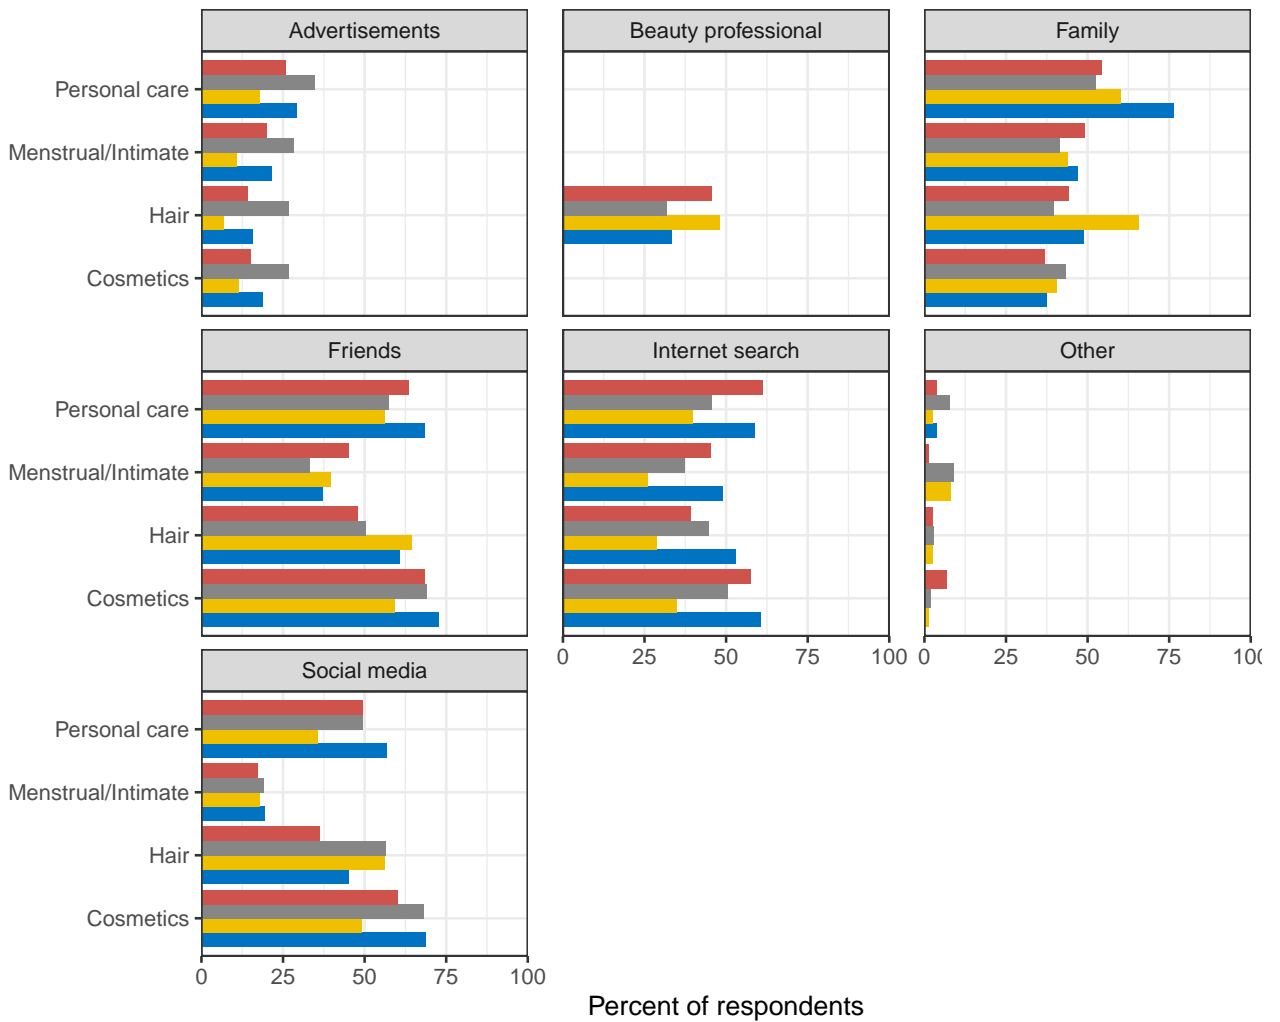 Advertisements
Beauty professional
Family
Personal care
Menstrual/Intimate
Hair
Cosmetics
Friends
Internet search
Other
Personal care
Menstrual/Intimate
Hair
Cosmetics
0 25 50 75 100
0 25 50 75 100
Social media
Personal care
Menstrual/Intimate
Hair
Cosmetics
0 25 50 75 100
Percent of respondents